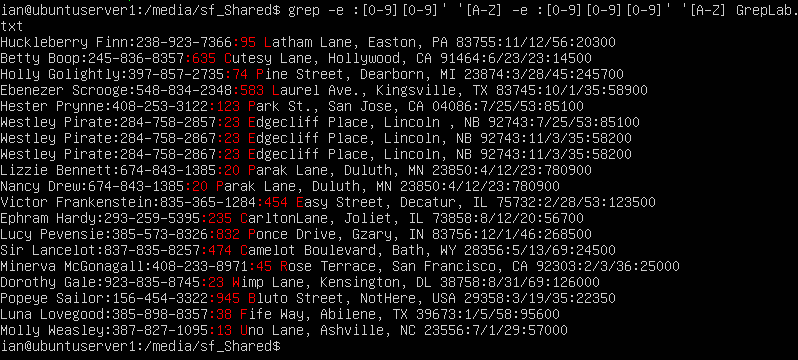 ian@ubuntuserver1:/media/sf_Shared$ grep -e :[0-9][0-9]' '[A-Z] -e :[0-9][0-9][0-9]' '[A-Z] GrepLab.
txt
Huckleberry Finn:238-923-7366:95 Latham Lane, Easton, PA 83755:11/12/56:20300
Betty Boop:245-836-8357:635 Cutesy Lane, Hollywood, CA 91464:6/23/23:14500
Holly Golightly:397-857-2735:74 Pine Street, Dearborn, MI 23874:3/28/45:245700
Ebenezer Scrooge:548-834-2348:583 Laurel Ave., Kingsville, TX 83745:10/1/35:58900
Hester Prynne:408-253-3122:123 Park St., San Jose, CA 04086:7/25/53:85100
Westley Pirate:284-758-2857:23 Edgecliff Place, Lincoln , NB 92743:7/25/53:85100
Westley Pirate:284-758-2867:23 Edgecliff Place, Lincoln, NB 92743:11/3/35:58200
Westley Pirate:284-758-2867:23 Edgecliff Place, Lincoln, NB 92743:11/3/35:58200
Lizzie Bennett:674-843-1385:20 Parak Lane, Duluth, MN 23850:4/12/23:780900
Nancy Drew:674-843-1385:20 Parak Lane, Duluth, MN 23850:4/12/23:780900
Victor Frankenstein:835-365-1284:454 Easy Street, Decatur, IL 75732:2/28/53:123500
Ephram Hardy:293-259-5395:235 CarltonLane, Joliet, IL 73858:8/12/20:56700
Lucy Pevensie:385-573-8326:832 Ponce Drive, Gzary, IN 83756:12/1/46:268500
Sir Lancelot:837-835-8257:474 Camelot Boulevard, Bath, WY 28356:5/13/69:24500
Minerva McGonagall:408-233-8971:45 Rose Terrace, San Francisco, CA 92303:2/3/36:25000
Dorothy Gale:923-835-8745:23 Wimp Lane, Kensington, DL 38758:8/31/69:126000
Popeye Sailor:156-454-3322:945 Bluto Street, NotHere, USA 29358:3/19/35:22350
Luna Lovegood:385-898-8357:38 Fife Way, Abilene, TX 39673:1/5/58:95600
Molly Weasley:387-827-1095:13 Uno Lane, Ashville, NC 23556:7/1/29:57000
ian@ubuntuserver1:/media/sf_Shared$